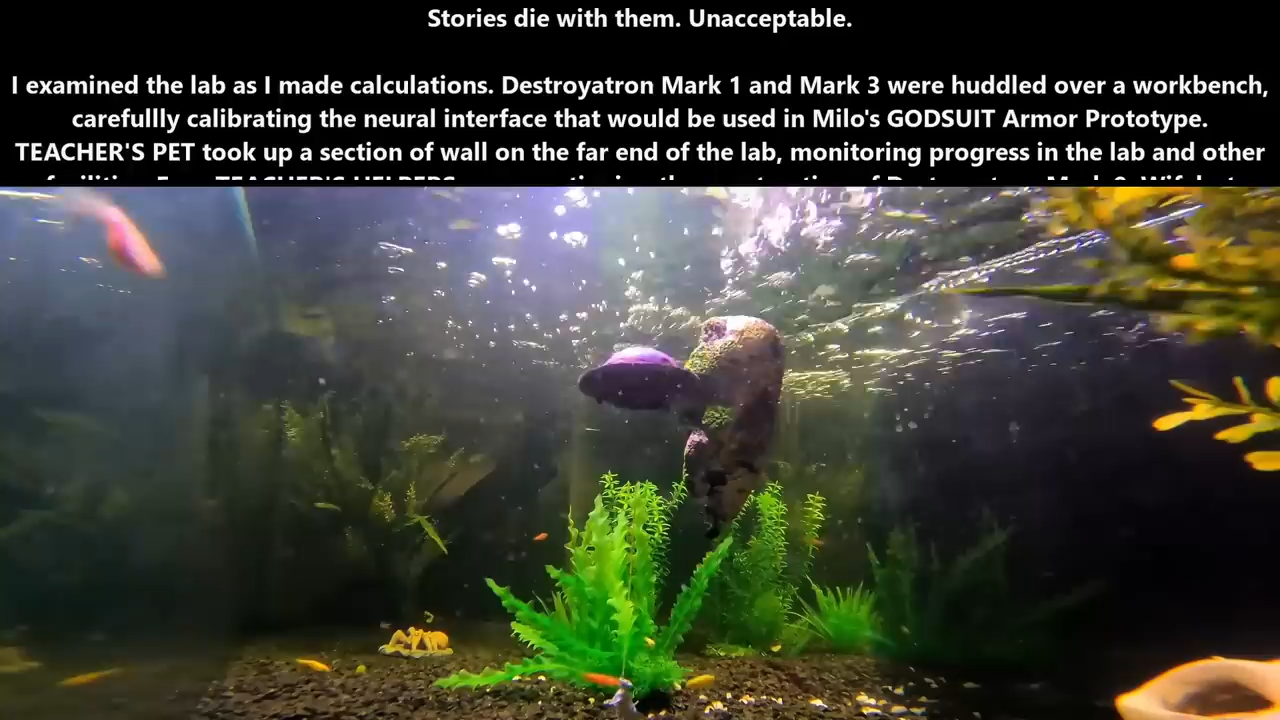 Stories die with them. Unacceptable.
I examined the lab as I made calculations. Destroyatron Mark 1 and Mark 3 were huddled over a workbench,
carefullly calibrating the neural interface that would be used in Milo's GODSUIT Armor Prototype.
TEACHER'S PET took up a section of wall on the far end of the lab, monitoring progress in the lab and other